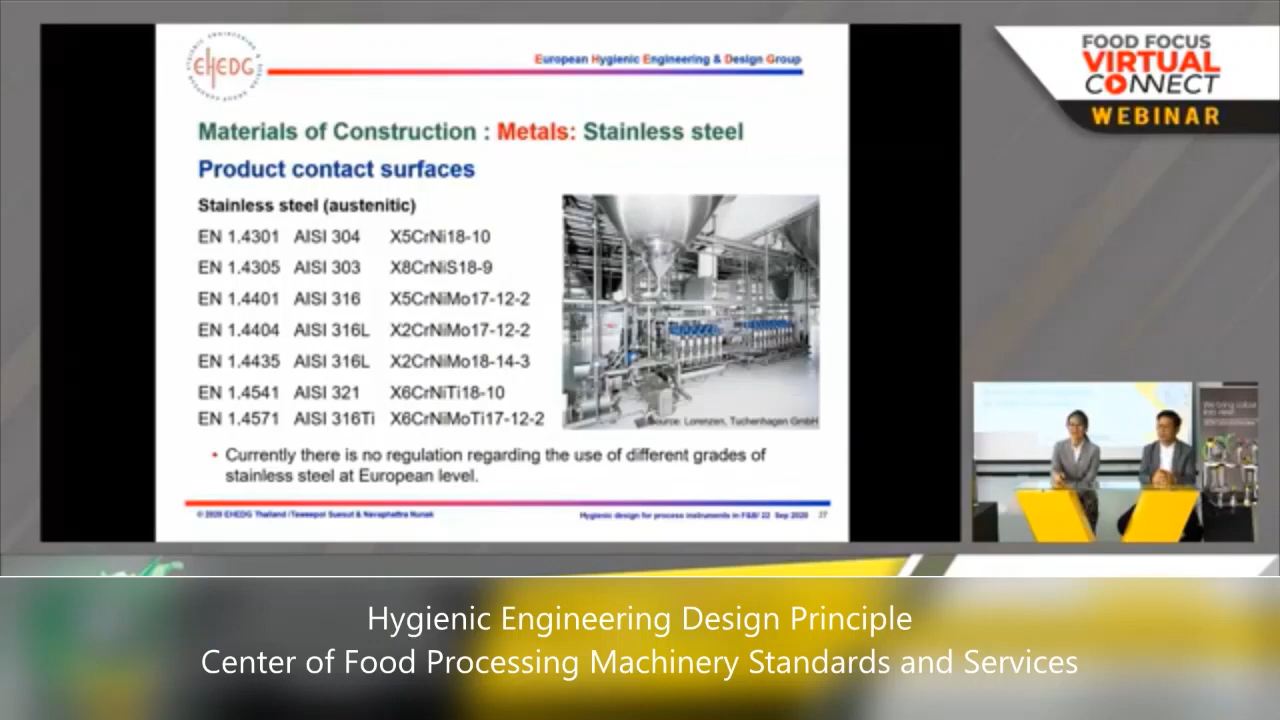 EHEDG
European Hygienic Engineering & Design Group
Materials of Construction : Metals: Stainless steel
Product contact surfaces
Stainless steel (austenitic)
EN 1.4301 AISI 304 X5CrNi18-10
EN 1.4305 AISI 303 X8CrNiS18-9
EN 1.4401 AISI 316 X5CrNiMo17-12-2
EN 1.4404 AISI 316L X2CrNiMo17-12-2
EN 1.4435 AISI 316L X2CrNiMo18-14-3
EN 1.4541 AISI 321 X6CrNiTi18-10
EN 1.4571 AISI 316Ti X6CrNiMoTi17-12-2
Source: Lorenzen, Tuchenhagen GmbH
• Currently there is no regulation regarding the use of different grades of
stainless steel at European level.
© 2020 EHEDG Thailand /Taweepol Suesut & Navaphattra Nunak
Hygienic design for process instruments in F&B/ 22 Sep 2020 27
FOOD FOCUS
VIRTUAL
CONNECT
WEBINAR
Hygienic Engineering Design Principle
Center of Food Processing Machinery Standards and Services